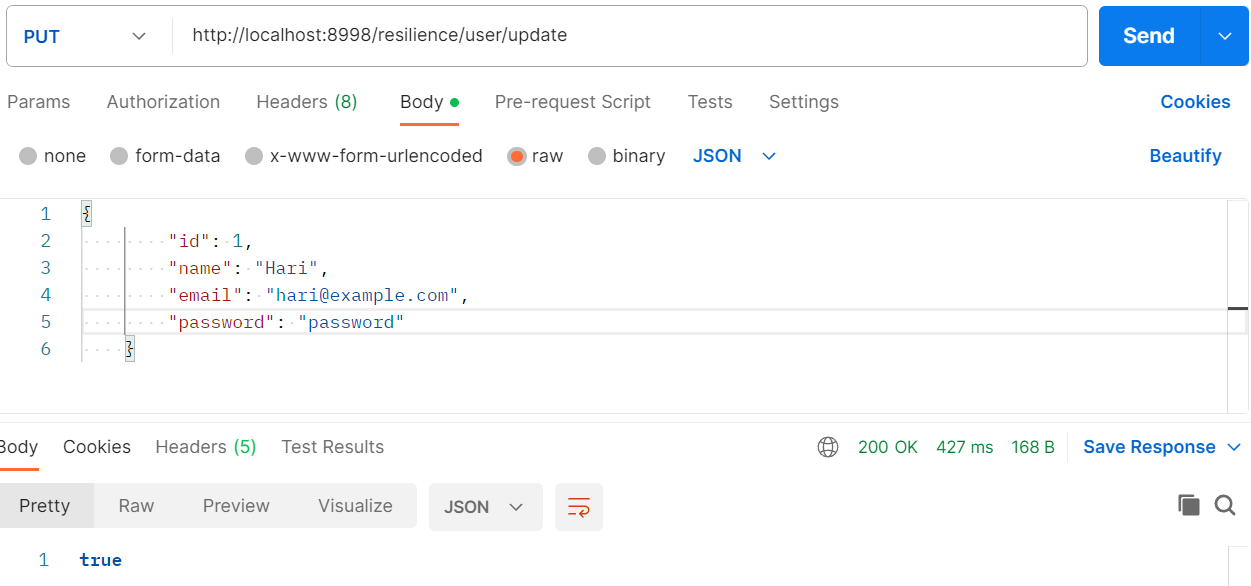 PUT http://localhost:8998/resilience/user/update Send
Params Authorization Headers (8) Body Pre-request Script Tests Settings Cookies
none form-data x-www-form-urlencoded raw binary JSON Beautify
1 {
2 "id": 1,
3 "name": "Hari",
4 "email": "hari@example.com",
5 "password": "password"
6 }
Body Cookies Headers (5) Test Results 200 OK 427 ms 168 B Save Response
Pretty Raw Preview Visualize JSON
1 true